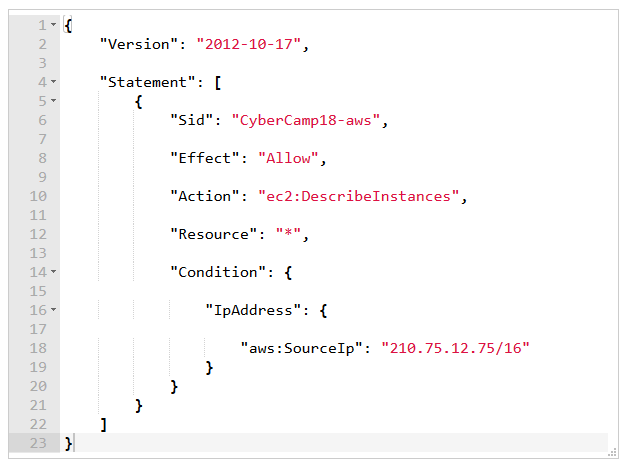 1 {
2 "Version": "2012-10-17",
3
4 "Statement": [
5 {
6 "Sid": "CyberCamp18-aws",
7
8 "Effect": "Allow",
9
10 "Action": "ec2:DescribeInstances",
11
12 "Resource": "*",
13
14 "Condition": {
15
16 "IpAddress": {
17
18 "aws:SourceIp": "210.75.12.75/16"
19 }
20 }
21 }
22 ]
23 }